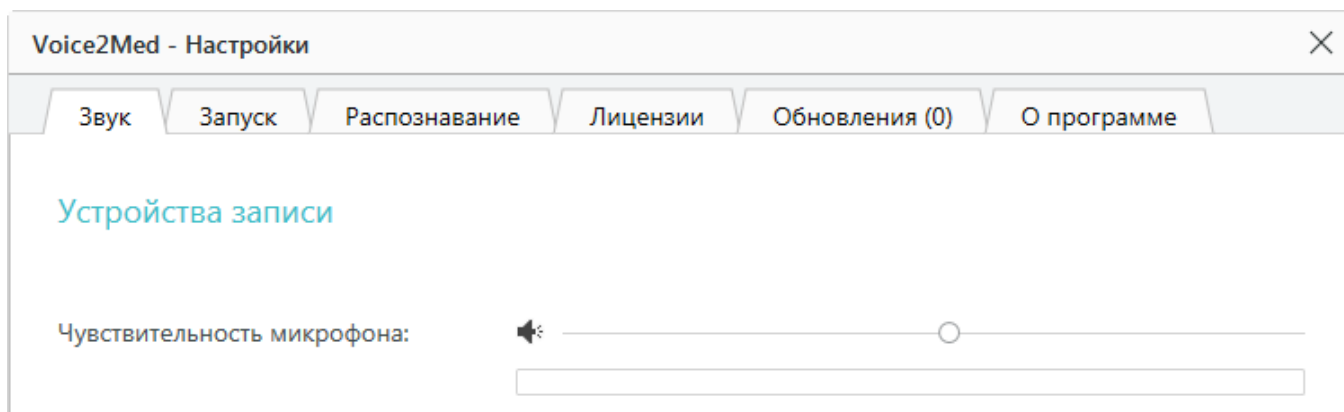 Voice2Med - Настройки
Звук Запуск Распознавание Лицензии Обновления (0) О программе
Устройства записи
Чувствительность микрофона: